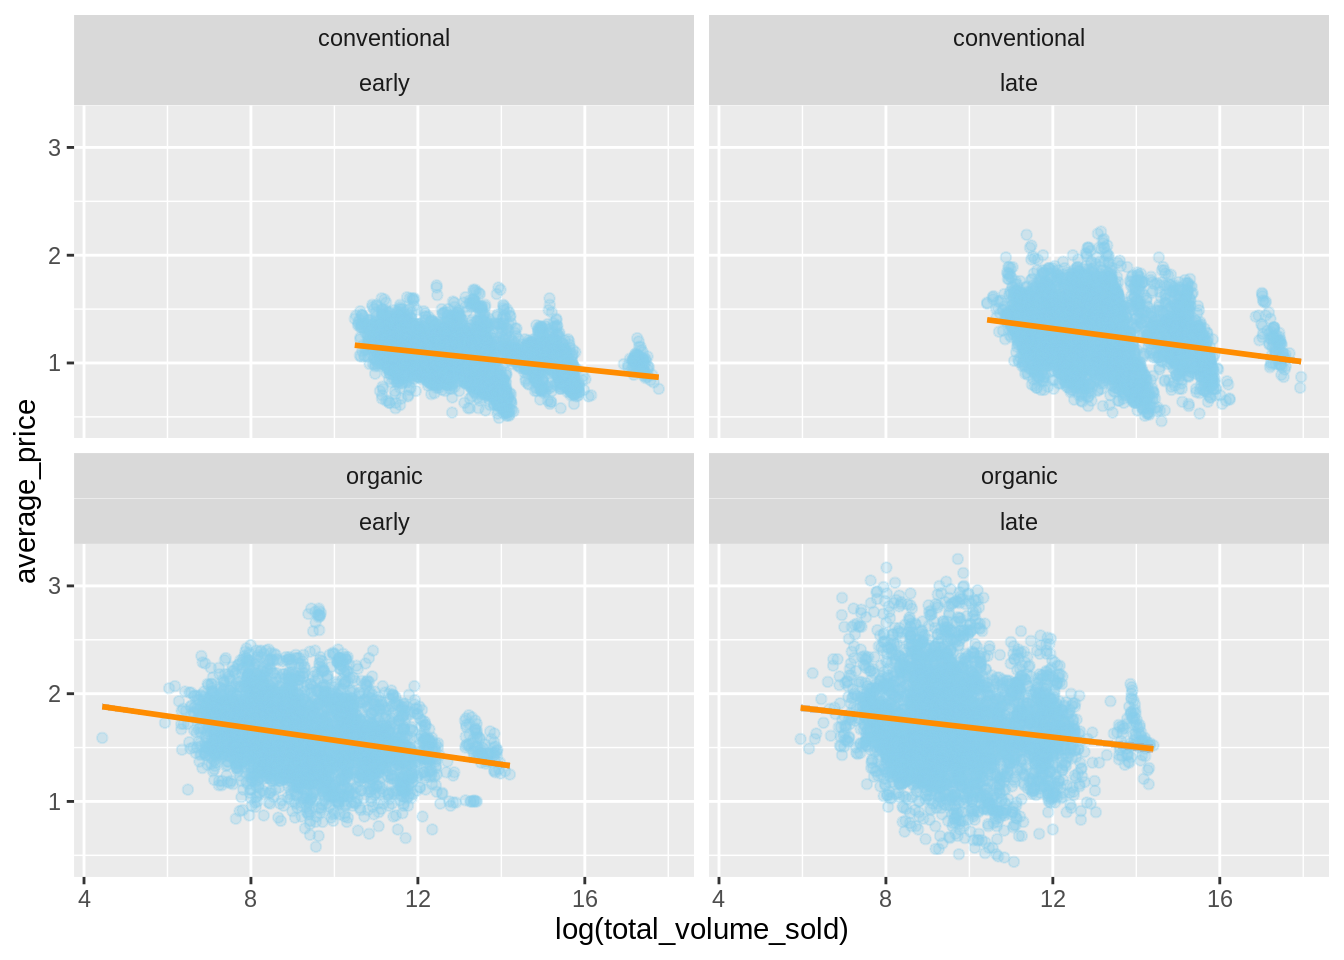 conventional
early
conventional
late
3
2
1
organic
early
organic
late
3
2
1
4 8 12 16
4 8 12 16
log(total_volume_sold)
average_price